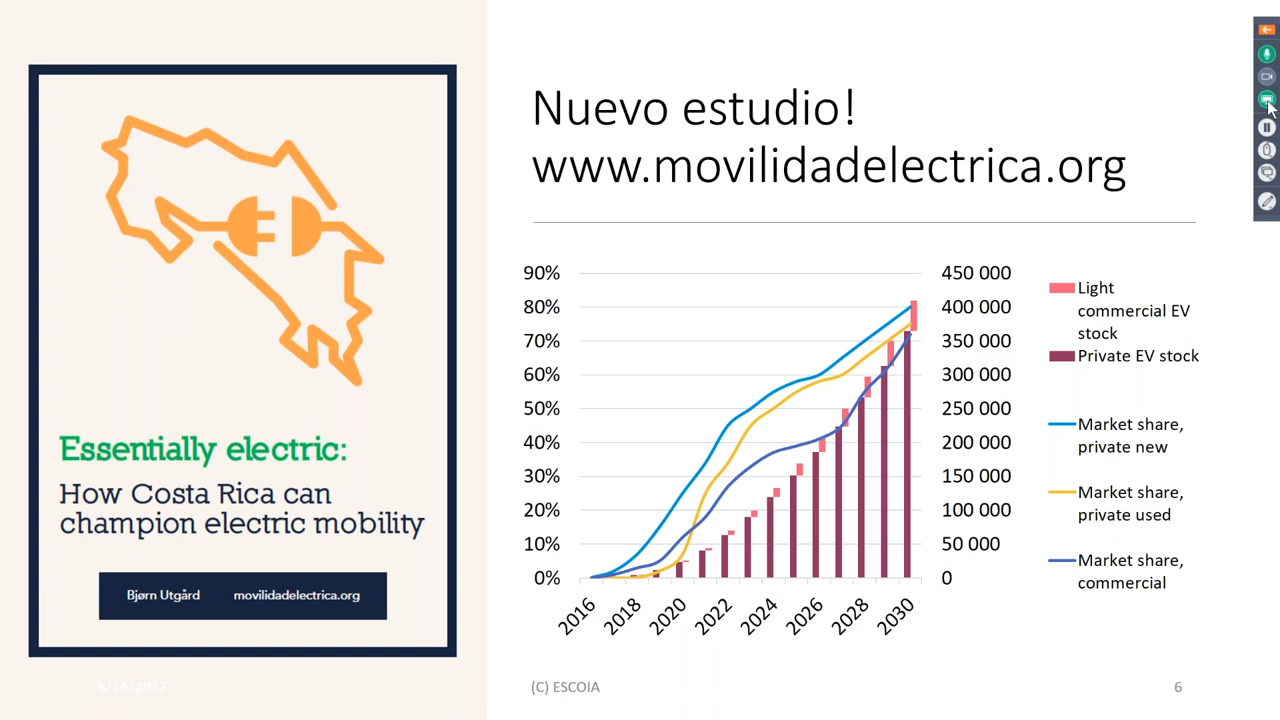 Nuevo estudio!
www.movilidadelectrica.org
Essentially electric:
How Costa Rica can
champion electric mobility
Bjørn Utgård
movilidadelectrica.org
90%
80%
70%
60%
50%
40%
30%
20%
10%
0%
450 000
400 000
350 000
300 000
250 000
200 000
150 000
100 000
50 000
0
2016
2018
2020
2022
2024
2026
2028
2030
Light
commercial EV
stock
Private EV stock
Market share,
private new
Market share,
private used
Market share,
commercial
6/14/2017
(C) ESCOIA
6